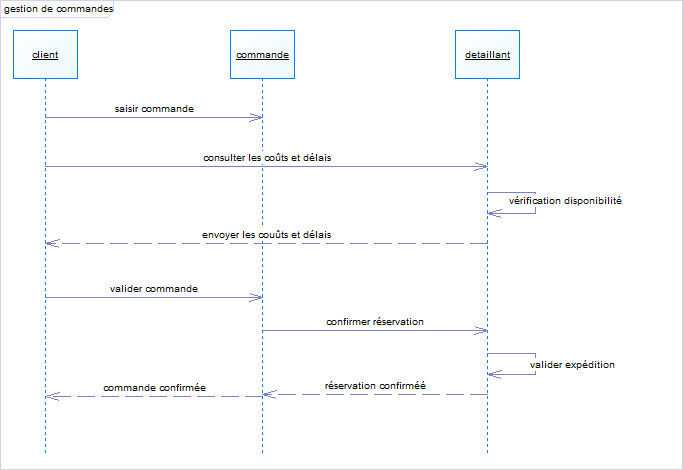 gestion de commandes
client
commande
detaillant
saisir commande
consulter les coûts et délais
vérification disponibilité
envoyer les couûts et délais
valider commande
confirmer réservation
valider expédition
réservation confirméé
commande confirmée